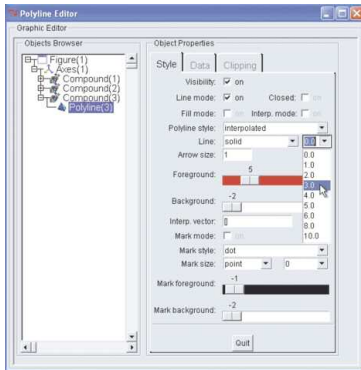 Polyline Editor
Graphic Editor
Objects Browser
Figure(1)
Axes(1)
Compound(1)
Compound(2)
Compound(3)
Polyline(3)
Object Properties
Style Data Clipping
Visibility: on
Line mode: on Closed: on
Fill mode: on Interp. mode: on
Polyline style: interpolated
Line: solid 0.0
Arrow size: 1
0.0
1.0
2.0
3.0
4.0
5.0
6.0
8.0
10.0
Foreground: 5
Background: -2
Interp. vector: []
Mark mode: on
Mark style: dot
Mark size: point 0
Mark foreground: -1
Mark background: -2
Quit